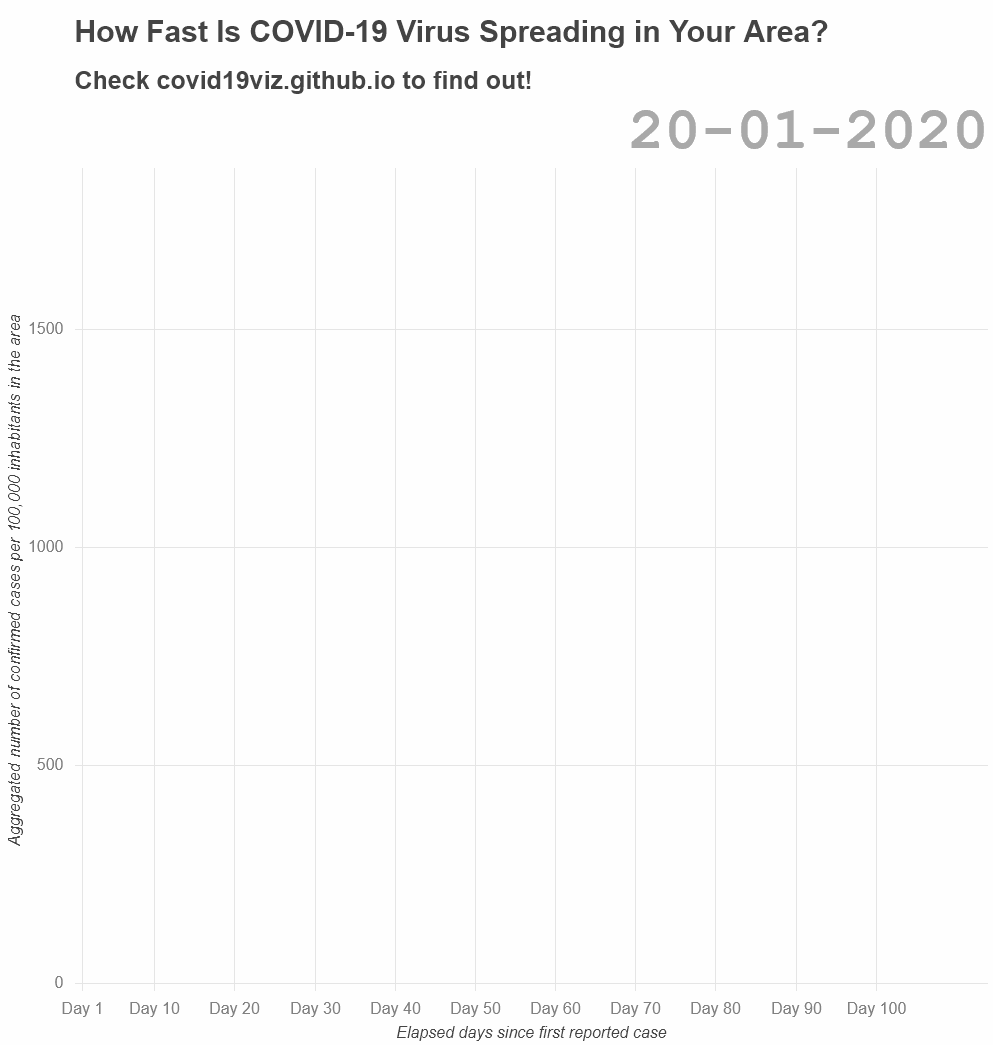 How Fast Is COVID-19 Virus Spreading in Your Area?
Check covid19viz.github.io to find out!
20-01-2020
Aggregated number of confirmed cases per 100,000 inhabitants in the area
1500
1000
500
0
Day 1 Day 10 Day 20 Day 30 Day 40 Day 50 Day 60 Day 70 Day 80 Day 90 Day 100
Elapsed days since first reported case